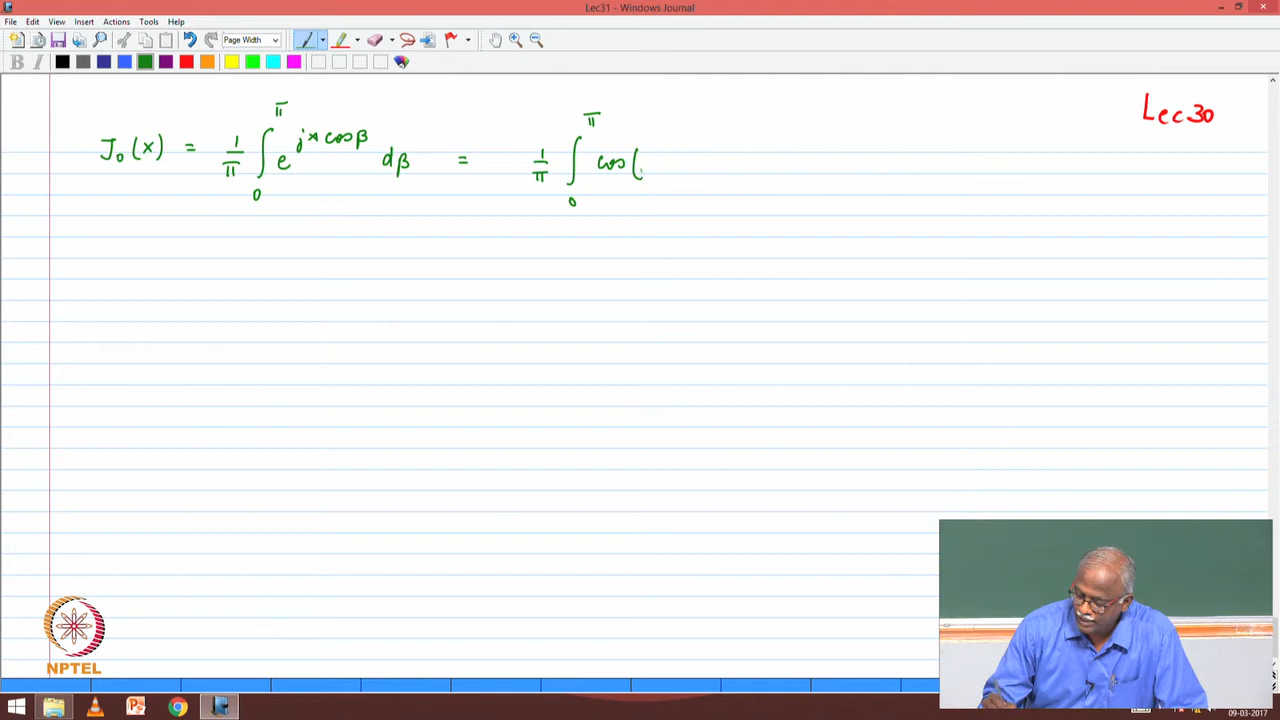 Lec31 - Windows Journal
File Edit View Insert Actions Tools Help
Page Width
B I
Lec30
J₀(x) = 1/π ∫₀^π e^{jx cosβ} dβ = 1/π ∫₀^π cos(
NPTEL
09-03-2017